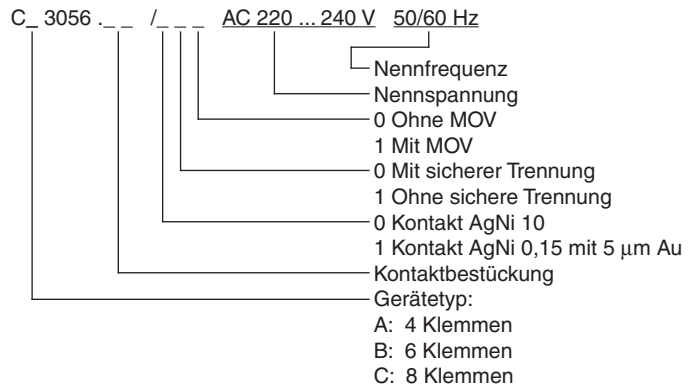 C_ 3056 ._ _ /_ _ _ AC 220 ... 240 V 50/60 Hz
Nennfrequenz
Nennspannung
0 Ohne MOV
1 Mit MOV
0 Mit sicherer Trennung
1 Ohne sichere Trennung
0 Kontakt AgNi 10
1 Kontakt AgNi 0,15 mit 5 μm Au
Kontaktbestückung
Gerätetyp:
A: 4 Klemmen
B: 6 Klemmen
C: 8 Klemmen